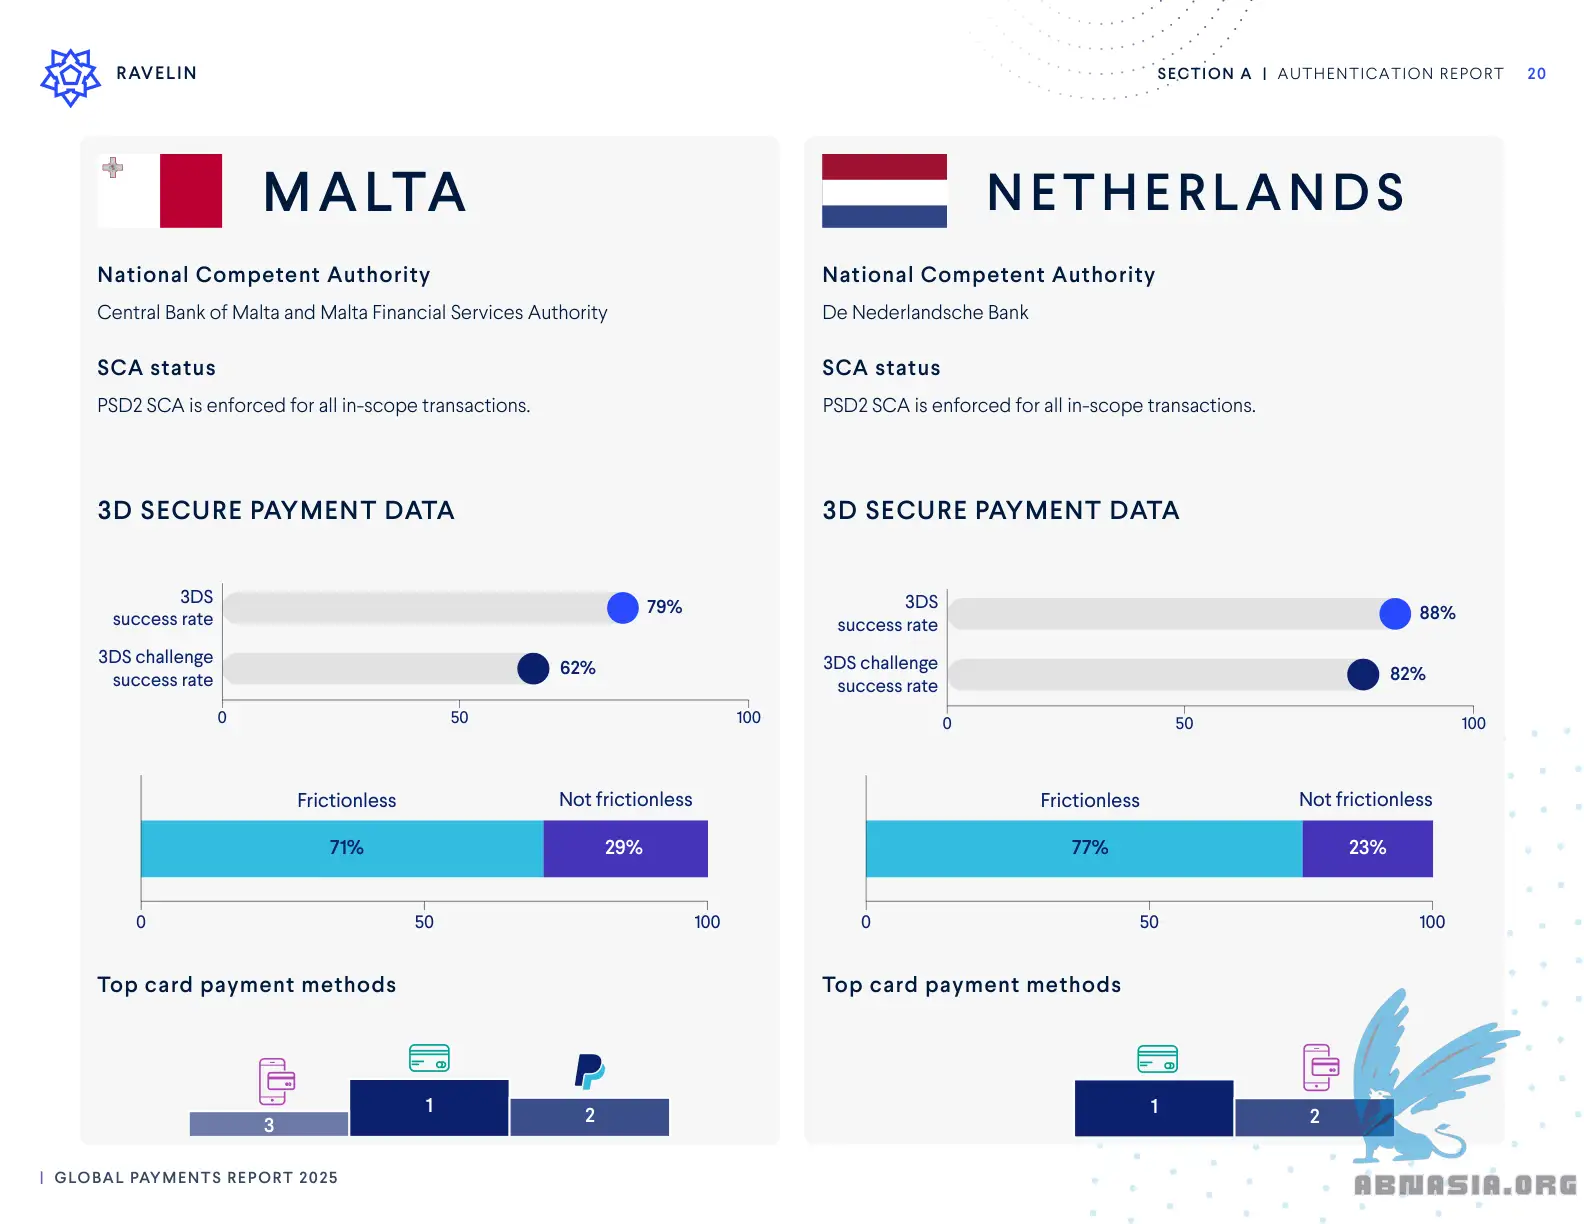 RAVELIN
SECTION A | AUTHENTICATION REPORT 20
MALTA
National Competent Authority
Central Bank of Malta and Malta Financial Services Authority
SCA status
PSD2 SCA is enforced for all in-scope transactions.
3D SECURE PAYMENT DATA
3DS
success rate
79%
3DS challenge
success rate
62%
0 50 100
Frictionless Not frictionless
71% 29%
0 50 100
Top card payment methods
3 1 2
NETHERLANDS
National Competent Authority
De Nederlandsche Bank
SCA status
PSD2 SCA is enforced for all in-scope transactions.
3D SECURE PAYMENT DATA
3DS
success rate
88%
3DS challenge
success rate
82%
0 50 100
Frictionless Not frictionless
77% 23%
0 50 100
Top card payment methods
1 2
| GLOBAL PAYMENTS REPORT 2025
ABNASIA.ORG